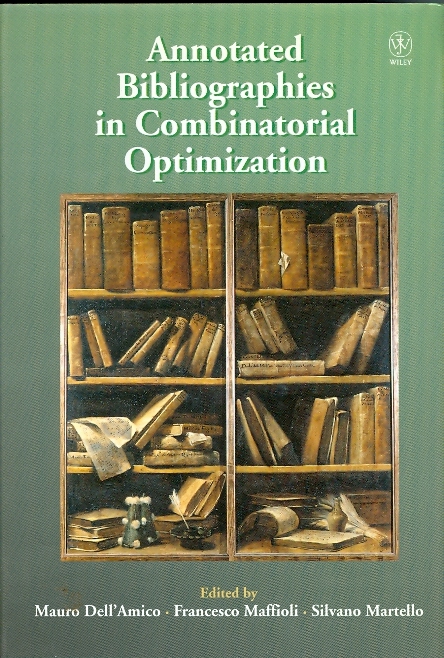 Annotated
Bibliographies
in Combinatorial
Optimization
WILEY
Edited by
Mauro Dell'Amico · Francesco Maffioli · Silvano Martello